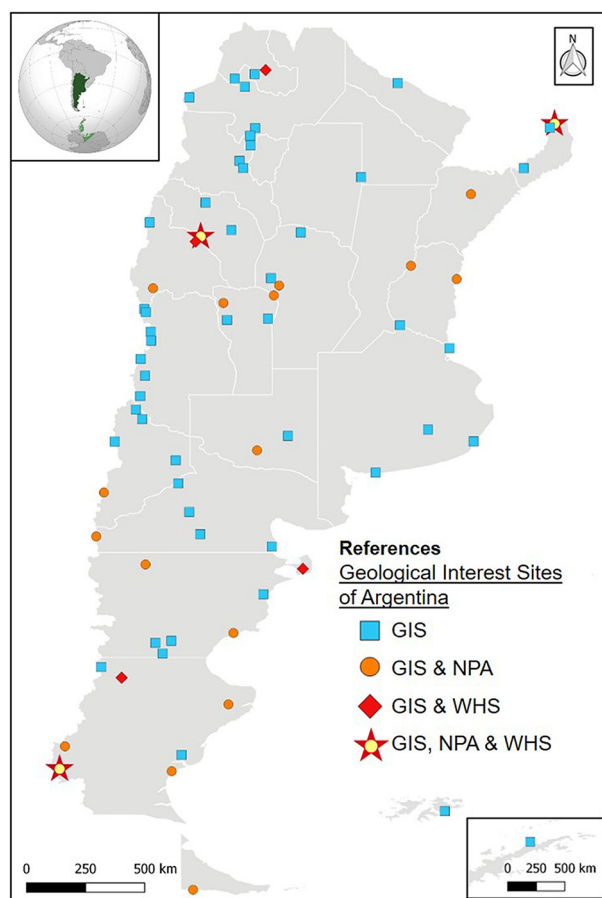 N
References
Geological Interest Sites
of Argentina
GIS
GIS & NPA
GIS & WHS
GIS, NPA & WHS
0 250 500 km
0 250 500 km